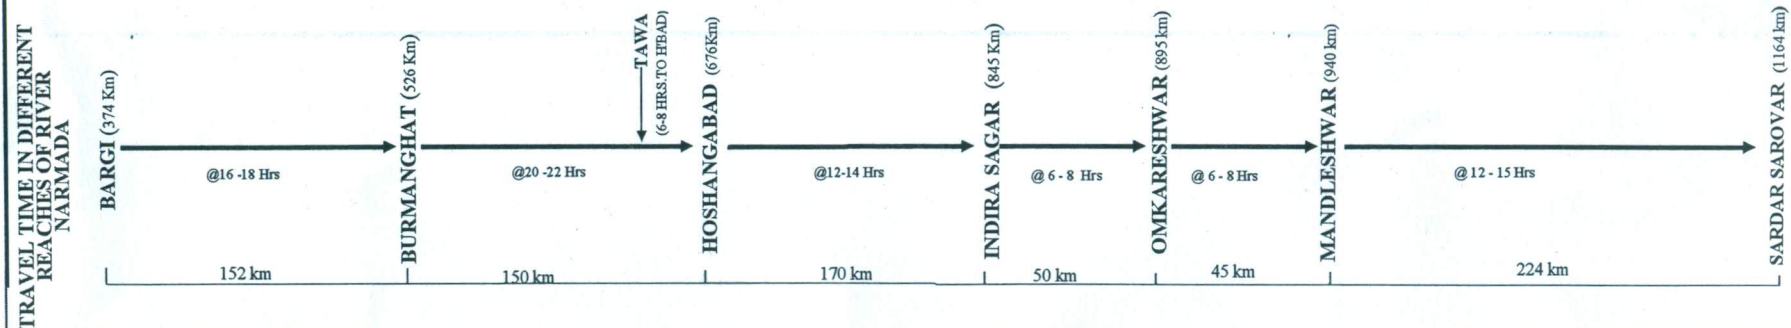 TRAVEL TIME IN DIFFERENT
REACHES OF RIVER
NARMADA
BARGI (374 Km)
@16 -18 Hrs
BURMANGHAT (526 Km)
@20 -22 Hrs
TAWA
(6-8 HRS.TO H'BAD)
HOSHANGABAD (676Km)
@12-14 Hrs
INDIRA SAGAR (845 Km)
@ 6 - 8 Hrs
OMKARESHWAR (895 km)
@ 6 - 8 Hrs
MANDLESHWAR (940 km)
@ 12 - 15 Hrs
SARDAR SAROVAR (1164 km)
152 km
150 km
170 km
50 km
45 km
224 km